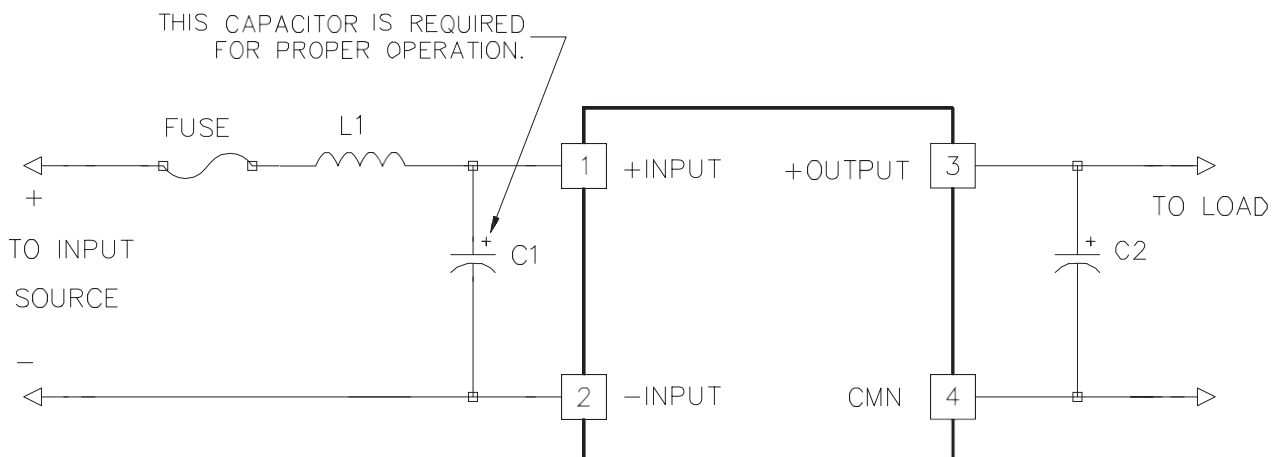 THIS CAPACITOR IS REQUIRED
FOR PROPER OPERATION.
FUSE
L1
1
+INPUT
+OUTPUT
3
+
TO LOAD
TO INPUT
SOURCE
+
C1
+
C2
-
2
-INPUT
CMN
4